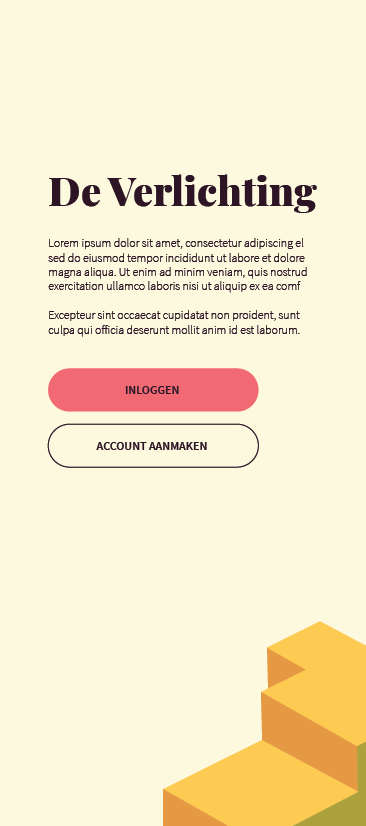 De Verlichting
Lorem ipsum dolor sit amet, consectetur adipiscing el
sed do eiusmod tempor incididunt ut labore et dolore
magna aliqua. Ut enim ad minim veniam, quis nostrud
exercitation ullamco laboris nisi ut aliquip ex ea comf
Excepteur sint occaecat cupidatat non proident, sunt
culpa qui officia deserunt mollit anim id est laborum.
INLOGGEN
ACCOUNT AANMAKEN